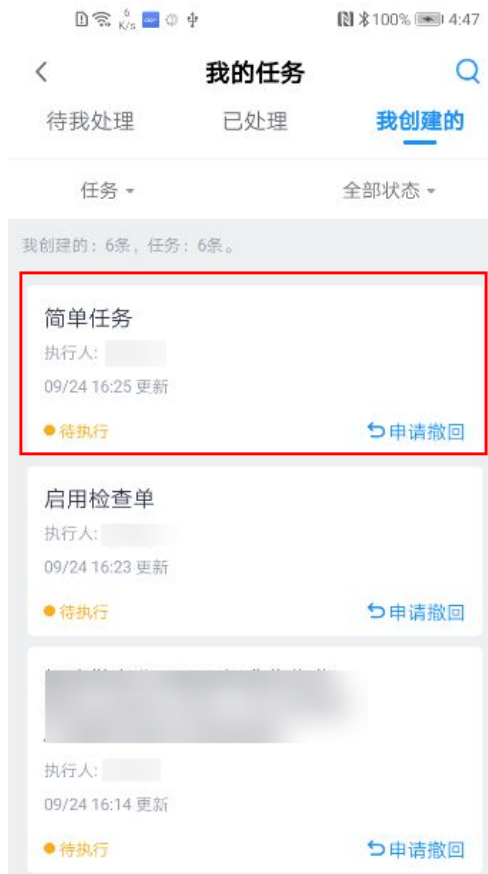 6 K/s 100% 4:47
我的任务
待我处理 已处理 我创建的
任务 全部状态
我创建的：6条，任务：6条。
简单任务
执行人:
09/24 16:25 更新
待执行 申请撤回
启用检查单
执行人:
09/24 16:23 更新
待执行 申请撤回
执行人:
09/24 16:14 更新
待执行 申请撤回